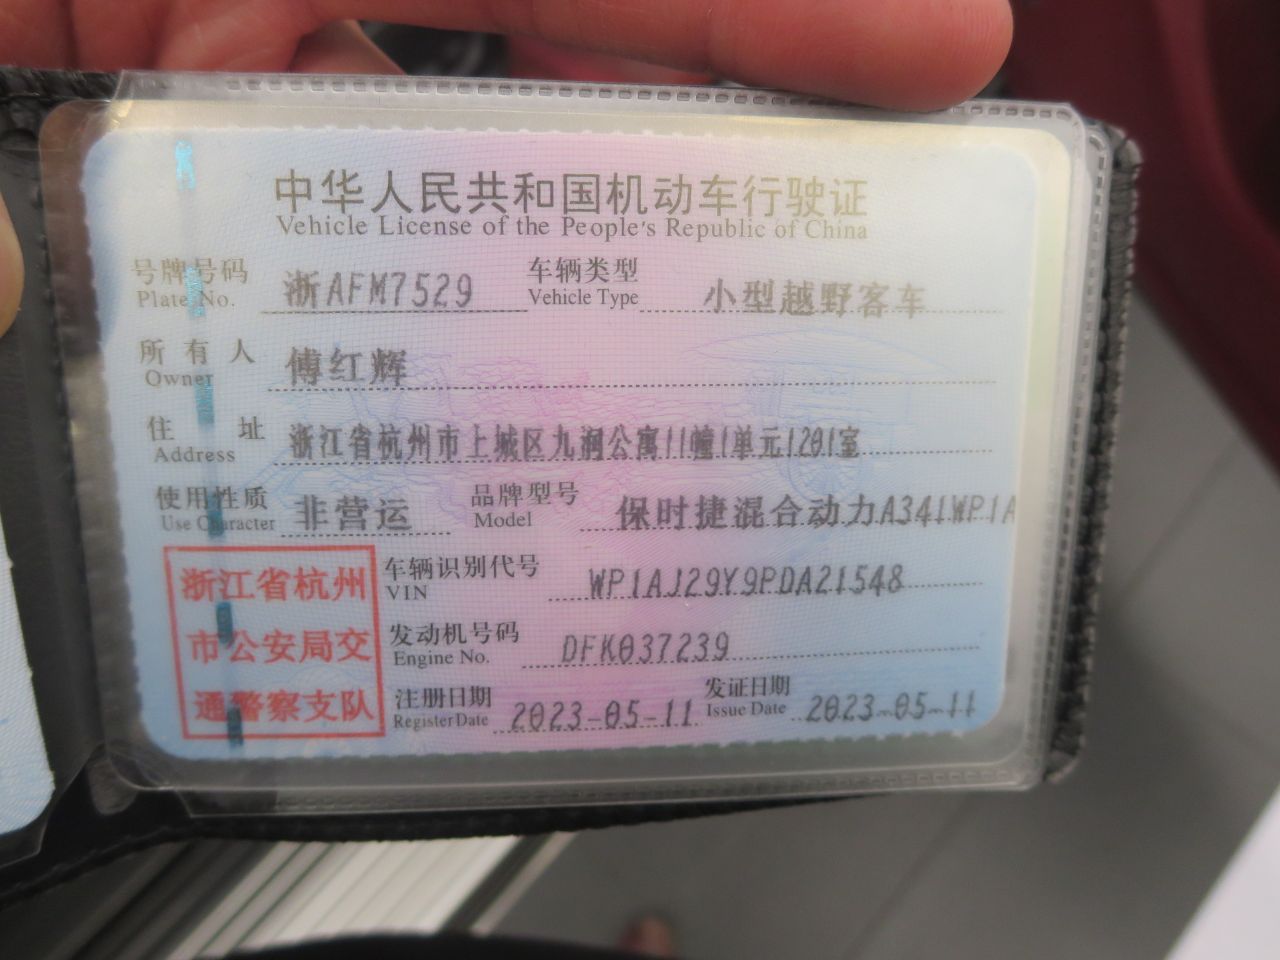 中华人民共和国机动车行驶证
Vehicle License of the People's Republic of China
号牌号码 浙AFM7529 车辆类型 小型越野客车
Plate No. Vehicle Type
所有人 傅红辉
Owner
住址 浙江省杭州市上城区九润公寓11幢1单元1201室
Address
使用性质 非营运 品牌型号 保时捷混合动力A341WP1A
Use Character Model
浙江省杭州
市公安局交
通警察支队
车辆识别代号 WP1AJ29Y9PDA21548
VIN
发动机号码 DFK037239
Engine No.
注册日期 2023-05-11 发证日期 2023-05-11
Register Date Issue Date